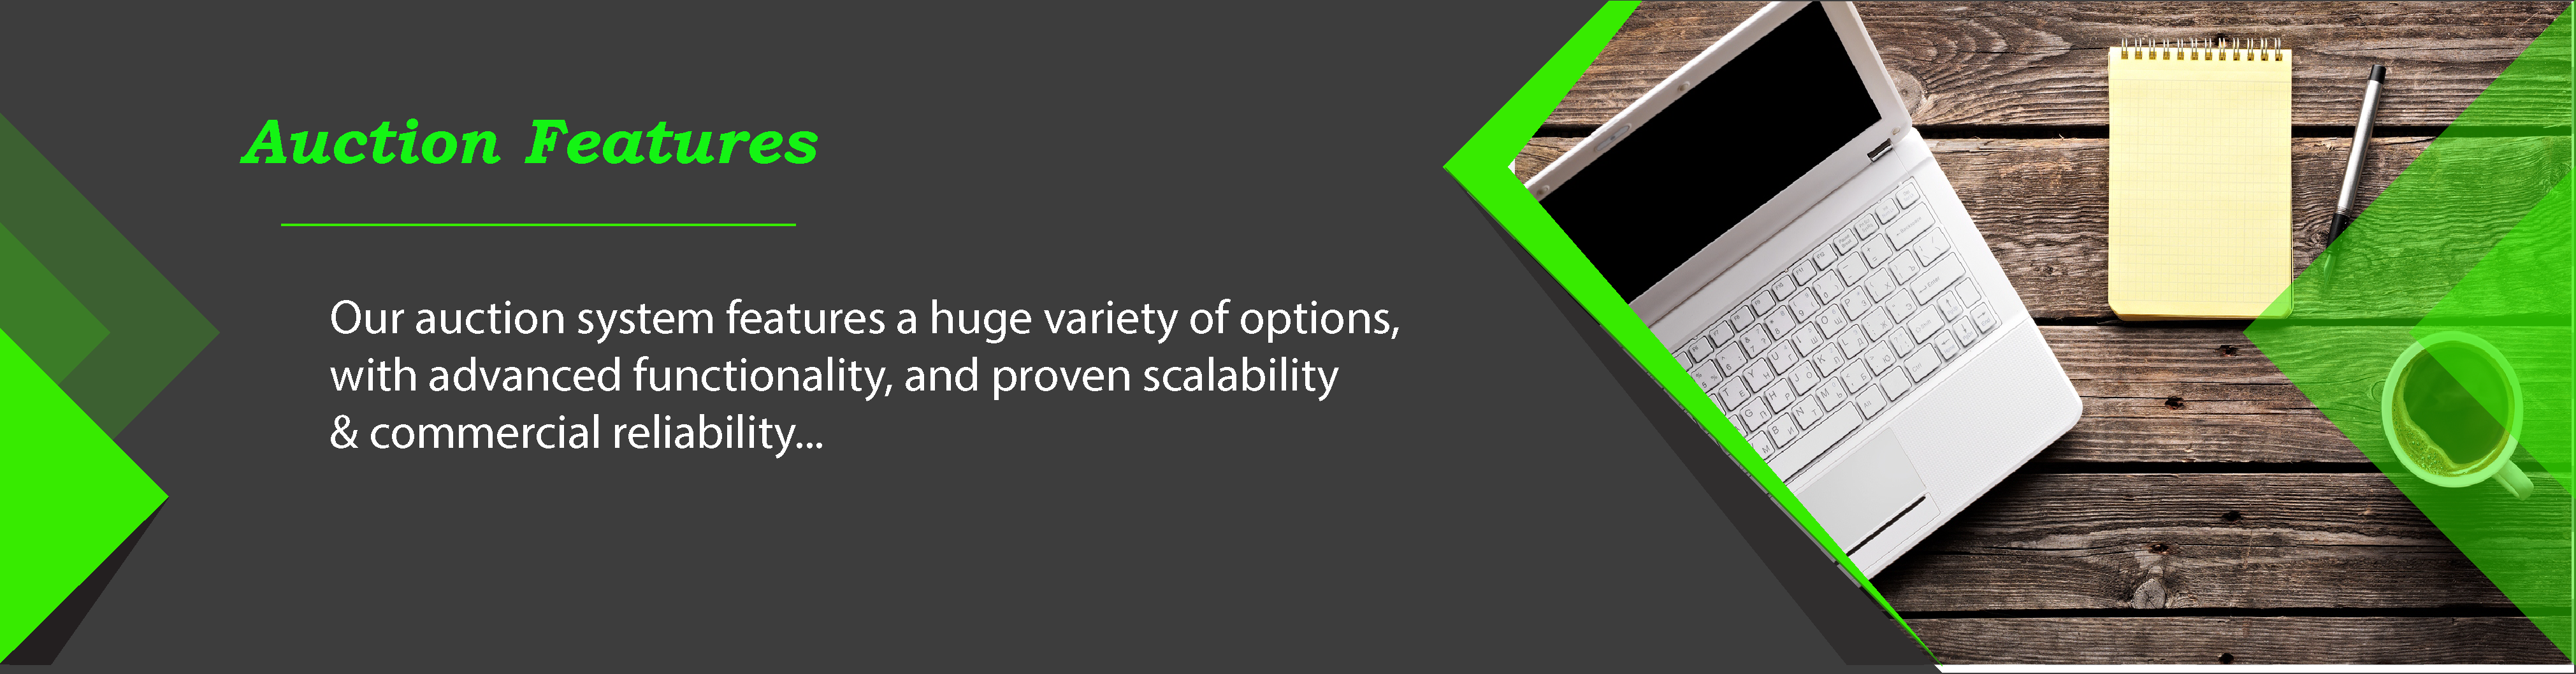 Auction Features
Our auction system features a huge variety of options,
with advanced functionality, and proven scalability
& commercial reliability...